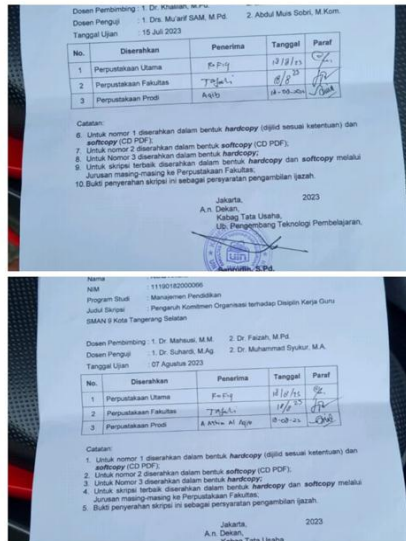 Dosen Pembimbing : 1. Dr. Khalilah, M.Pd.
Dosen Penguji : 1. Drs. Mu'arif SAM, M.Pd. 2. Abdul Muis Sobri, M.Kom.
Tanggal Ujian : 15 Juli 2023
No. Diserahkan Penerima Tanggal Paraf
1 Perpustakaan Utama
2 Perpustakaan Fakultas
3 Perpustakaan Prodi
Catatan:
6. Untuk nomor 1 diserahkan dalam bentuk hardcopy (dijilid sesuai ketentuan) dan
softcopy (CD PDF);
7. Untuk nomor 2 diserahkan dalam bentuk softcopy (CD PDF);
8. Untuk Nomor 3 diserahkan dalam bentuk hardcopy;
9. Untuk skripsi terbaik diserahkan dalam bentuk hardcopy dan softcopy melalui
Jurusan masing-masing ke Perpustakaan Fakultas;
10. Bukti penyerahan skripsi ini sebagai persyaratan pengambilan ijazah.
Jakarta, 2023
A.n. Dekan,
Kabag Tata Usaha,
Ub. Pengembang Teknologi Pembelajaran,
uin
S.Pd.
Nama
NIM : 11190182000066
Program Studi : Manajemen Pendidikan
Judul Skripsi : Pengaruh Komitmen Organisasi terhadap Disiplin Kerja Guru
SMAN 9 Kota Tangerang Selatan
Dosen Pembimbing : 1. Dr. Mahsusi, M.M. 2. Dr. Faizah, M.Pd.
Dosen Penguji : 1. Dr. Suhardi, M.Ag. 2. Dr. Muhammad Syukur, M.A.
Tanggal Ujian : 07 Agustus 2023
No. Diserahkan Penerima Tanggal Paraf
1 Perpustakaan Utama
2 Perpustakaan Fakultas
3 Perpustakaan Prodi
Catatan:
1. Untuk nomor 1 diserahkan dalam bentuk hardcopy (dijilid sesuai ketentuan) dan
softcopy (CD PDF);
2. Untuk nomor 2 diserahkan dalam bentuk softcopy (CD PDF);
3. Untuk Nomor 3 diserahkan dalam bentuk hardcopy;
4. Untuk skripsi terbaik diserahkan dalam bentuk hardcopy dan softcopy melalui
Jurusan masing-masing ke Perpustakaan Fakultas;
5. Bukti penyerahan skripsi ini sebagai persyaratan pengambilan ijazah.
Jakarta, 2023
A.n. Dekan,
Kabag Tata Usaha